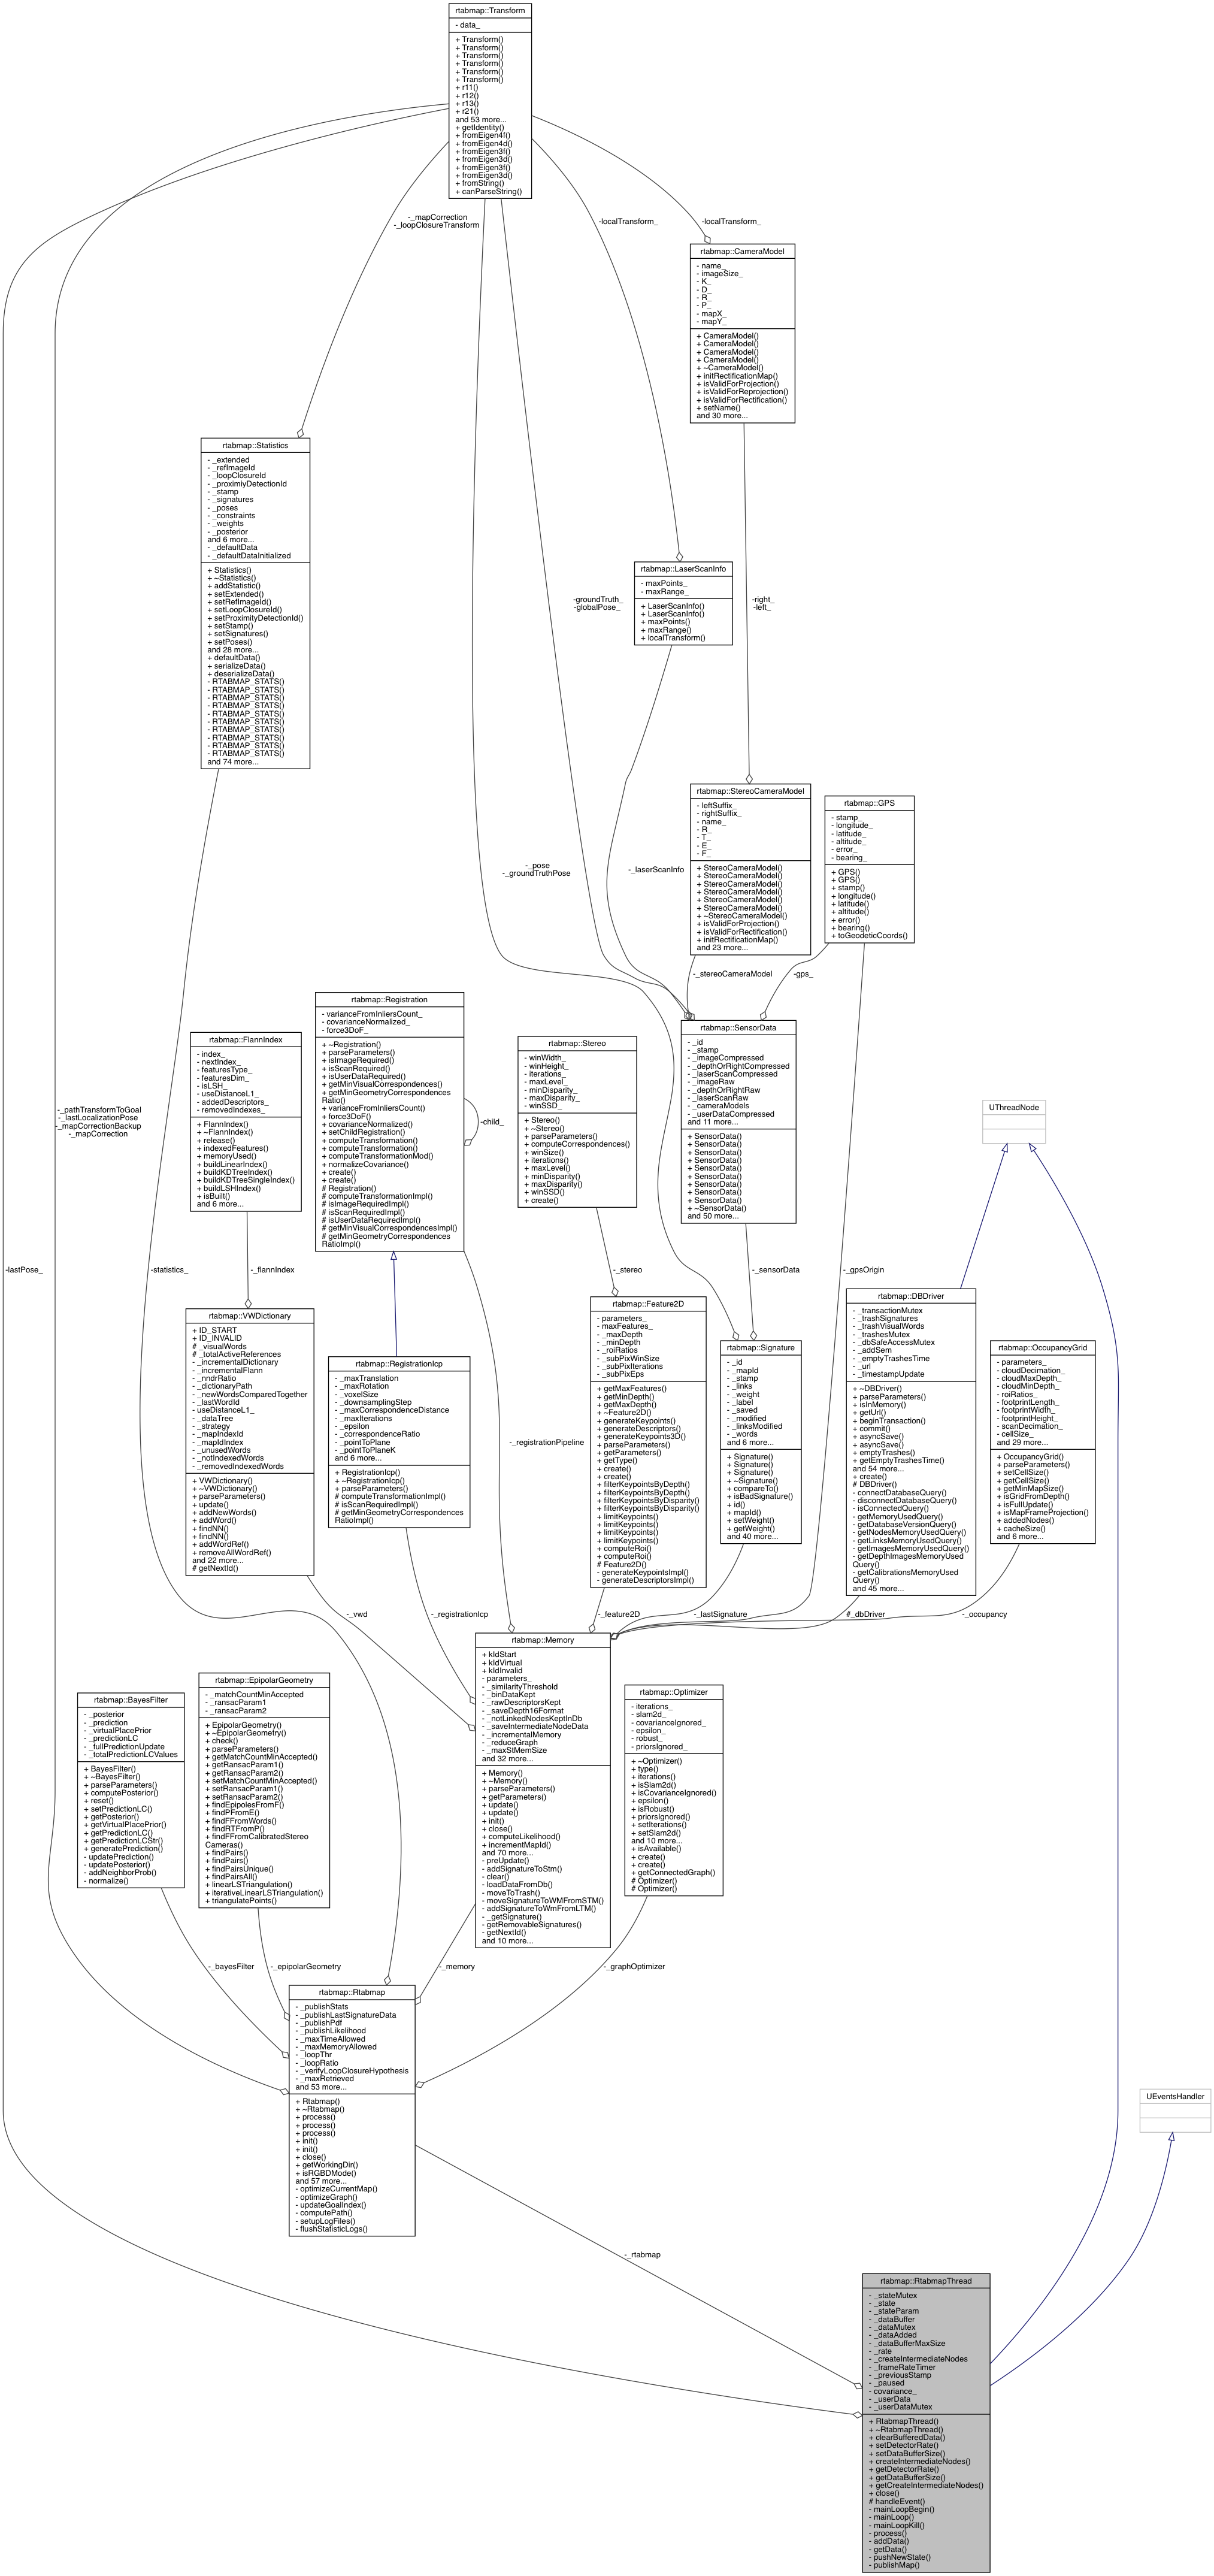 rtabmap::Transform
- data_
+ Transform()
+ Transform()
+ Transform()
+ Transform()
+ Transform()
+ Transform()
+ r11()
+ r12()
+ r13()
+ r21()
and 53 more...
+ getIdentity()
+ fromEigen4f()
+ fromEigen4d()
+ fromEigen3f()
+ fromEigen3d()
+ fromEigen3f()
+ fromEigen3d()
+ fromString()
+ canParseString()
-_mapCorrection
-_loopClosureTransform
-localTransform_
-localTransform_
rtabmap::CameraModel
- name_
- imageSize_
- K_
- D_
- R_
- P_
- mapX_
- mapY_
+ CameraModel()
+ CameraModel()
+ CameraModel()
+ CameraModel()
+ ~CameraModel()
+ initRectificationMap()
+ isValidForProjection()
+ isValidForReprojection()
+ isValidForRectification()
+ setName()
and 30 more...
rtabmap::Statistics
- _extended
- _refImageId
- _loopClosureId
- _proximiyDetectionId
- _stamp
- _signatures
- _poses
- _constraints
- _weights
- _posterior
and 6 more...
- _defaultData
- _defaultDataInitialized
+ Statistics()
+ ~Statistics()
+ addStatistic()
+ setExtended()
+ setRefImageId()
+ setLoopClosureId()
+ setProximityDetectionId()
+ setStamp()
+ setSignatures()
+ setPoses()
and 28 more...
+ defaultData()
+ serializeData()
+ deserializeData()
- RTABMAP_STATS()
- RTABMAP_STATS()
- RTABMAP_STATS()
- RTABMAP_STATS()
- RTABMAP_STATS()
- RTABMAP_STATS()
- RTABMAP_STATS()
- RTABMAP_STATS()
- RTABMAP_STATS()
- RTABMAP_STATS()
and 74 more...
rtabmap::LaserScanInfo
- maxPoints_
- maxRange_
+ LaserScanInfo()
+ LaserScanInfo()
+ maxPoints()
+ maxRange()
+ localTransform()
-groundTruth_
-globalPose_
-right_
-left_
rtabmap::StereoCameraModel
- leftSuffix_
- rightSuffix_
- name_
- R_
- T_
- E_
- F_
+ StereoCameraModel()
+ StereoCameraModel()
+ StereoCameraModel()
+ StereoCameraModel()
+ StereoCameraModel()
+ StereoCameraModel()
+ ~StereoCameraModel()
+ isValidForProjection()
+ isValidForRectification()
+ initRectificationMap()
and 23 more...
rtabmap::GPS
- stamp_
- longitude_
- latitude_
- altitude_
- error_
- bearing_
+ GPS()
+ GPS()
+ stamp()
+ longitude()
+ latitude()
+ altitude()
+ error()
+ bearing()
+ toGeodeticCoords()
-_pose
-_groundTruthPose
-_laserScanInfo
-_stereoCameraModel
-gps_
rtabmap::Registration
- varianceFromInliersCount_
- covarianceNormalized_
- force3DoF_
+ ~Registration()
+ parseParameters()
+ isImageRequired()
+ isScanRequired()
+ isUserDataRequired()
+ getMinVisualCorrespondences()
+ getMinGeometryCorrespondences
Ratio()
+ varianceFromInliersCount()
+ force3DoF()
+ covarianceNormalized()
+ setChildRegistration()
+ computeTransformation()
+ computeTransformation()
+ computeTransformationMod()
+ normalizeCovariance()
+ create()
+ create()
# Registration()
# computeTransformationImpl()
# isImageRequiredImpl()
# isScanRequiredImpl()
# isUserDataRequiredImpl()
# getMinVisualCorrespondencesImpl()
# getMinGeometryCorrespondences
RatioImpl()
-child_
rtabmap::FlannIndex
- index_
- nextIndex_
- featuresType_
- featuresDim_
- isLSH_
- useDistanceL1_
- addedDescriptors_
- removedIndexes_
+ FlannIndex()
+ ~FlannIndex()
+ release()
+ indexedFeatures()
+ memoryUsed()
+ buildLinearIndex()
+ buildKDTreeIndex()
+ buildKDTreeSingleIndex()
+ buildLSHIndex()
+ isBuilt()
and 6 more...
rtabmap::Stereo
- winWidth_
- winHeight_
- iterations_
- maxLevel_
- minDisparity_
- maxDisparity_
- winSSD_
+ Stereo()
+ ~Stereo()
+ parseParameters()
+ computeCorrespondences()
+ winSize()
+ iterations()
+ maxLevel()
+ minDisparity()
+ maxDisparity()
+ winSSD()
+ create()
rtabmap::SensorData
- _id
- _stamp
- _imageCompressed
- _depthOrRightCompressed
- _laserScanCompressed
- _imageRaw
- _depthOrRightRaw
- _laserScanRaw
- _cameraModels
- _userDataCompressed
and 11 more...
+ SensorData()
+ SensorData()
+ SensorData()
+ SensorData()
+ SensorData()
+ SensorData()
+ SensorData()
+ SensorData()
+ SensorData()
+ ~SensorData()
and 50 more...
UThreadNode
-_pathTransformToGoal
-_lastLocalizationPose
-_mapCorrectionBackup
-_mapCorrection
-lastPose_
-statistics_
-_flannIndex
-_stereo
-_sensorData
-_gpsOrigin
rtabmap::VWDictionary
+ ID_START
+ ID_INVALID
# _visualWords
# _totalActiveReferences
- _incrementalDictionary
- _incrementalFlann
- _nndrRatio
- _dictionaryPath
- _newWordsComparedTogether
- _lastWordId
- useDistanceL1_
- _dataTree
- _strategy
- _mapIndexId
- _mapIdIndex
- _unusedWords
- _notIndexedWords
- _removedIndexedWords
+ VWDictionary()
+ ~VWDictionary()
+ parseParameters()
+ update()
+ addNewWords()
+ addWord()
+ findNN()
+ findNN()
+ addWordRef()
+ removeAllWordRef()
and 22 more...
# getNextId()
rtabmap::RegistrationIcp
- _maxTranslation
- _maxRotation
- _voxelSize
- _downsamplingStep
- _maxCorrespondenceDistance
- _maxIterations
- _epsilon
- _correspondenceRatio
- _pointToPlane
- _pointToPlaneK
and 6 more...
+ RegistrationIcp()
+ ~RegistrationIcp()
+ parseParameters()
# computeTransformationImpl()
# isScanRequiredImpl()
# getMinGeometryCorrespondences
RatioImpl()
-_registrationPipeline
rtabmap::Feature2D
- parameters_
- maxFeatures_
- _maxDepth
- _minDepth
- _roiRatios
- _subPixWinSize
- _subPixIterations
- _subPixEps
+ getMaxFeatures()
+ getMinDepth()
+ getMaxDepth()
+ ~Feature2D()
+ generateKeypoints()
+ generateDescriptors()
+ generateKeypoints3D()
+ parseParameters()
+ getParameters()
+ getType()
+ create()
+ create()
+ filterKeypointsByDepth()
+ filterKeypointsByDepth()
+ filterKeypointsByDisparity()
+ filterKeypointsByDisparity()
+ limitKeypoints()
+ limitKeypoints()
+ limitKeypoints()
+ limitKeypoints()
+ computeRoi()
+ computeRoi()
# Feature2D()
- generateKeypointsImpl()
- generateDescriptorsImpl()
rtabmap::Signature
- _id
- _mapId
- _stamp
- _links
- _weight
- _label
- _saved
- _modified
- _linksModified
- _words
and 6 more...
+ Signature()
+ Signature()
+ Signature()
+ ~Signature()
+ compareTo()
+ isBadSignature()
+ id()
+ mapId()
+ setWeight()
+ getWeight()
and 40 more...
rtabmap::DBDriver
- _transactionMutex
- _trashSignatures
- _trashVisualWords
- _trashesMutex
- _dbSafeAccessMutex
- _addSem
- _emptyTrashesTime
- _url
- _timestampUpdate
+ ~DBDriver()
+ parseParameters()
+ isInMemory()
+ getUrl()
+ beginTransaction()
+ commit()
+ asyncSave()
+ asyncSave()
+ emptyTrashes()
+ getEmptyTrashesTime()
and 54 more...
+ create()
# DBDriver()
- connectDatabaseQuery()
- disconnectDatabaseQuery()
- isConnectedQuery()
- getMemoryUsedQuery()
- getDatabaseVersionQuery()
- getNodesMemoryUsedQuery()
- getLinksMemoryUsedQuery()
- getImagesMemoryUsedQuery()
- getDepthImagesMemoryUsed
Query()
- getCalibrationsMemoryUsed
Query()
and 45 more...
rtabmap::OccupancyGrid
- parameters_
- cloudDecimation_
- cloudMaxDepth_
- cloudMinDepth_
- roiRatios_
- footprintLength_
- footprintWidth_
- footprintHeight_
- scanDecimation_
- cellSize_
and 29 more...
+ OccupancyGrid()
+ parseParameters()
+ setCellSize()
+ getCellSize()
+ getMinMapSize()
+ isGridFromDepth()
+ isFullUpdate()
+ isMapFrameProjection()
+ addedNodes()
+ cacheSize()
and 6 more...
-_vwd
-_registrationIcp
-_feature2D
-_lastSignature
#_dbDriver
-_occupancy
rtabmap::Memory
+ kIdStart
+ kIdVirtual
+ kIdInvalid
- parameters_
- _similarityThreshold
- _binDataKept
- _rawDescriptorsKept
- _saveDepth16Format
- _notLinkedNodesKeptInDb
- _saveIntermediateNodeData
- _incrementalMemory
- _reduceGraph
- _maxStMemSize
and 32 more...
+ Memory()
+ ~Memory()
+ parseParameters()
+ getParameters()
+ update()
+ update()
+ init()
+ close()
+ computeLikelihood()
+ incrementMapId()
and 70 more...
- preUpdate()
- addSignatureToStm()
- clear()
- loadDataFromDb()
- moveToTrash()
- moveSignatureToWMFromSTM()
- addSignatureToWmFromLTM()
- _getSignature()
- getRemovableSignatures()
- getNextId()
and 10 more...
rtabmap::BayesFilter
- _posterior
- _prediction
- _virtualPlacePrior
- _predictionLC
- _fullPredictionUpdate
- _totalPredictionLCValues
+ BayesFilter()
+ ~BayesFilter()
+ parseParameters()
+ computePosterior()
+ reset()
+ setPredictionLC()
+ getPosterior()
+ getVirtualPlacePrior()
+ getPredictionLC()
+ getPredictionLCStr()
+ generatePrediction()
- updatePrediction()
- updatePosterior()
- addNeighborProb()
- normalize()
rtabmap::EpipolarGeometry
- _matchCountMinAccepted
- _ransacParam1
- _ransacParam2
+ EpipolarGeometry()
+ ~EpipolarGeometry()
+ check()
+ parseParameters()
+ getMatchCountMinAccepted()
+ getRansacParam1()
+ getRansacParam2()
+ setMatchCountMinAccepted()
+ setRansacParam1()
+ setRansacParam2()
+ findEpipolesFromF()
+ findPFromE()
+ findFFromWords()
+ findRTFromP()
+ findFFromCalibratedStereo
Cameras()
+ findPairs()
+ findPairs()
+ findPairsUnique()
+ findPairsAll()
+ linearLSTriangulation()
+ iterativeLinearLSTriangulation()
+ triangulatePoints()
rtabmap::Optimizer
- iterations_
- slam2d_
- covarianceIgnored_
- epsilon_
- robust_
- priorsIgnored_
+ ~Optimizer()
+ type()
+ iterations()
+ isSlam2d()
+ isCovarianceIgnored()
+ epsilon()
+ isRobust()
+ priorsIgnored()
+ setIterations()
+ setSlam2d()
and 10 more...
+ isAvailable()
+ create()
+ create()
+ getConnectedGraph()
# Optimizer()
# Optimizer()
-_bayesFilter
-_epipolarGeometry
-_memory
-_graphOptimizer
rtabmap::Rtabmap
- _publishStats
- _publishLastSignatureData
- _publishPdf
- _publishLikelihood
- _maxTimeAllowed
- _maxMemoryAllowed
- _loopThr
- _loopRatio
- _verifyLoopClosureHypothesis
- _maxRetrieved
and 53 more...
+ Rtabmap()
+ ~Rtabmap()
+ process()
+ process()
+ process()
+ init()
+ init()
+ close()
+ getWorkingDir()
+ isRGBDMode()
and 57 more...
- optimizeCurrentMap()
- optimizeGraph()
- updateGoalIndex()
- computePath()
- setupLogFiles()
- flushStatisticLogs()
UEventsHandler
-_rtabmap
rtabmap::RtabmapThread
- _stateMutex
- _state
- _stateParam
- _dataBuffer
- _dataMutex
- _dataAdded
- _dataBufferMaxSize
- _rate
- _createIntermediateNodes
- _frameRateTimer
- _previousStamp
- _paused
- covariance_
- _userData
- _userDataMutex
+ RtabmapThread()
+ ~RtabmapThread()
+ clearBufferedData()
+ setDetectorRate()
+ setDataBufferSize()
+ createIntermediateNodes()
+ getDetectorRate()
+ getDataBufferSize()
+ getCreateIntermediateNodes()
+ close()
# handleEvent()
- mainLoopBegin()
- mainLoop()
- mainLoopKill()
- process()
- addData()
- getData()
- pushNewState()
- publishMap()